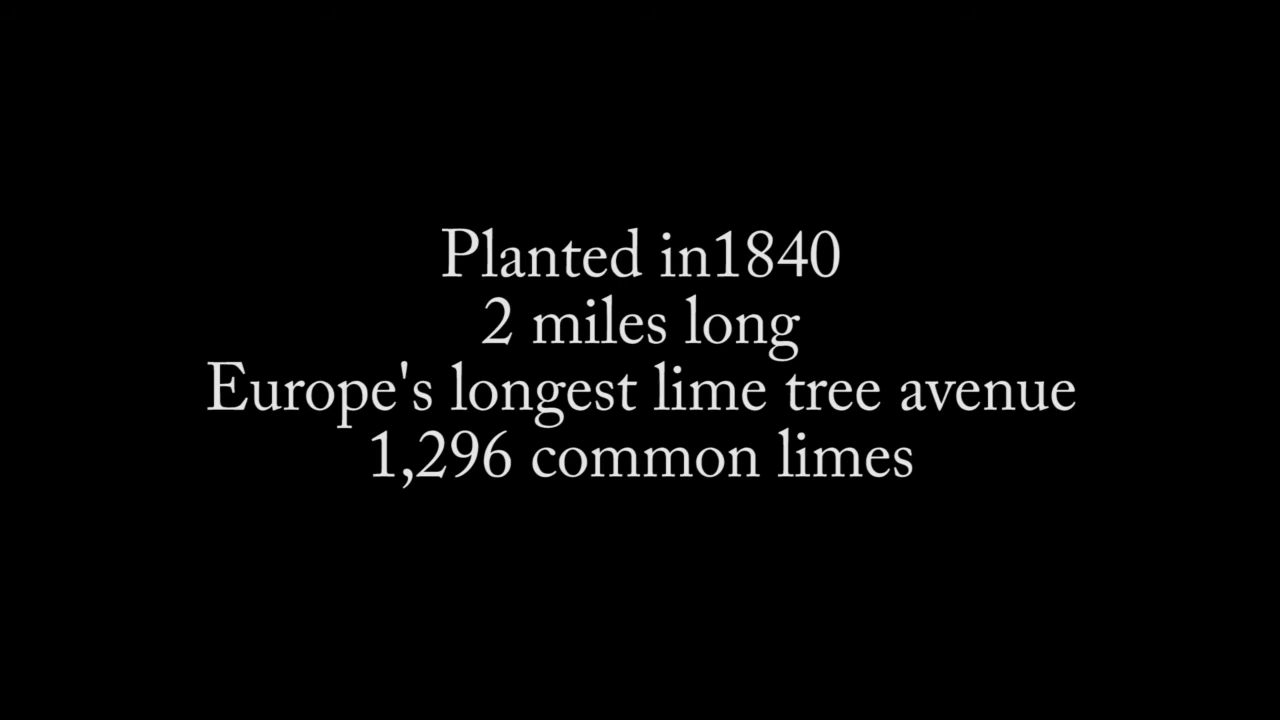 Planted in1840
2 miles long
Europe's longest lime tree avenue
1,296 common limes